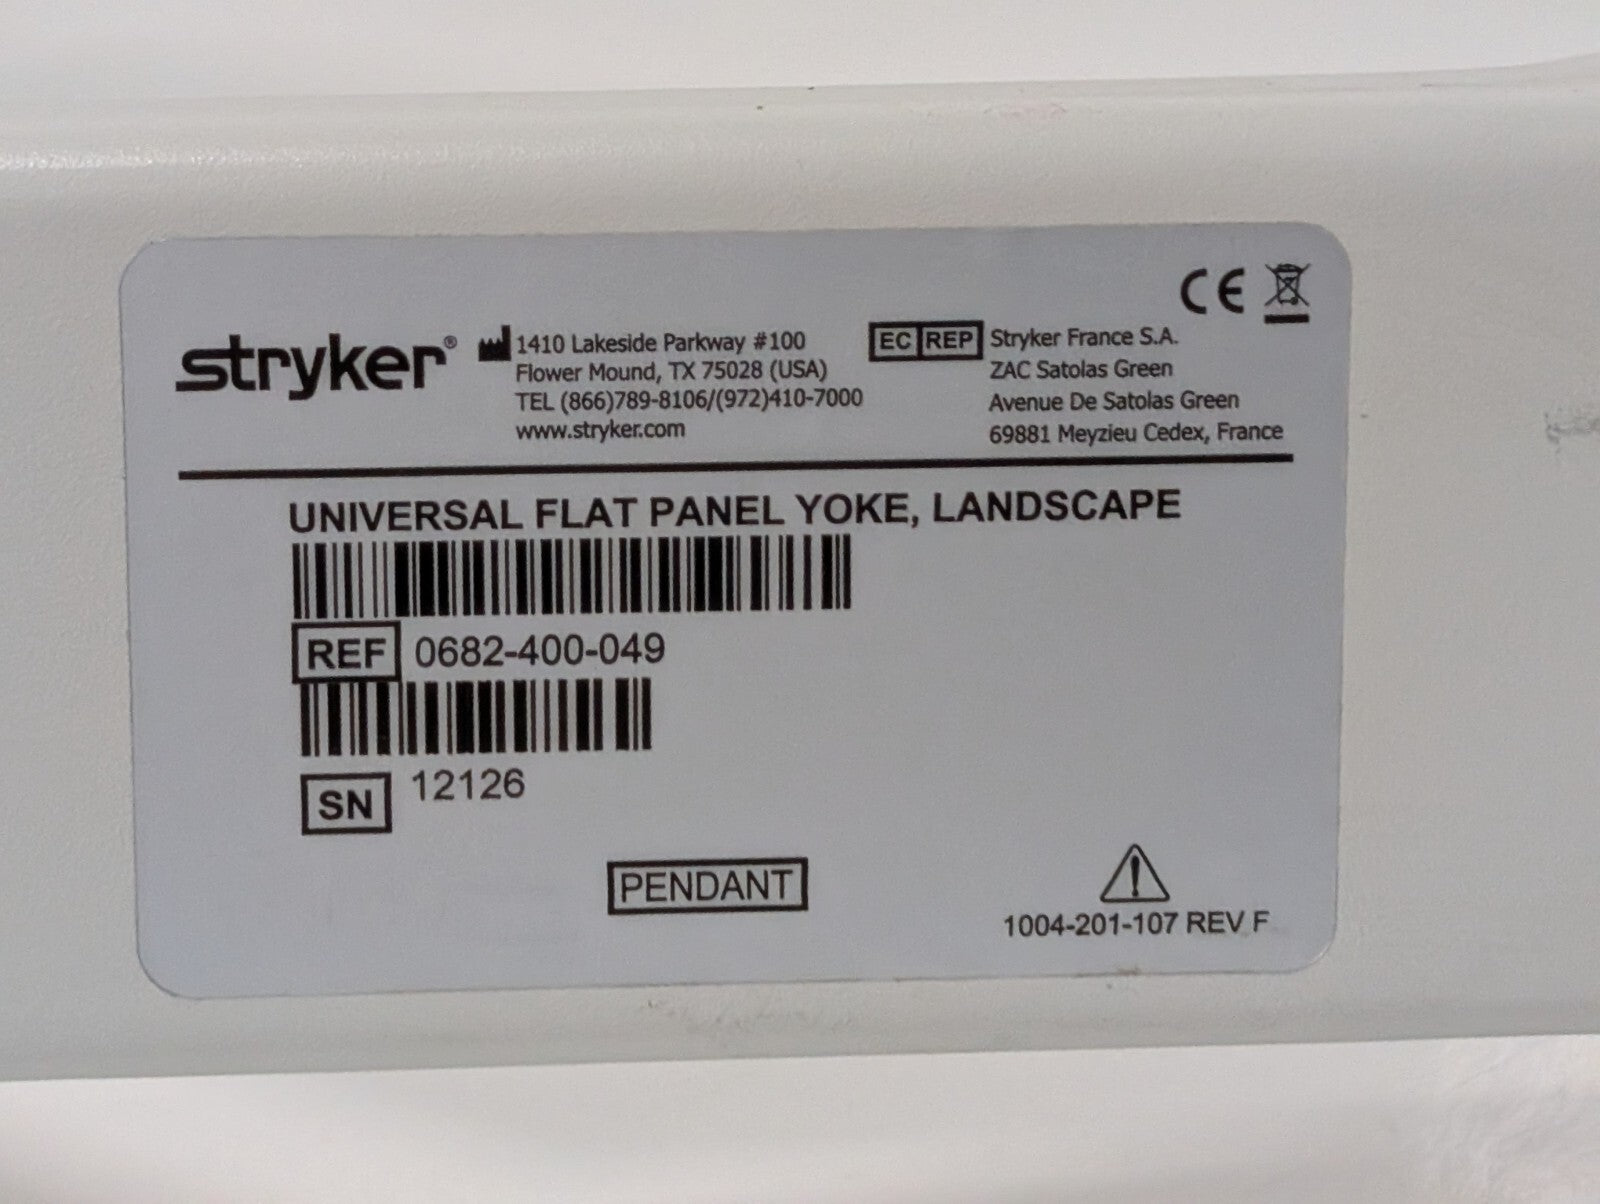 stryker®
1410 Lakeside Parkway #100
Flower Mound, TX 75028 (USA)
TEL (866)789-8106/(972)410-7000
www.stryker.com
EC REP
Stryker France S.A.
ZAC Satolas Green
Avenue De Satolas Green
69881 Meyzieu Cedex, France
CE
UNIVERSAL FLAT PANEL YOKE, LANDSCAPE
REF 0682-400-049
SN 12126
PENDANT
1004-201-107 REV F